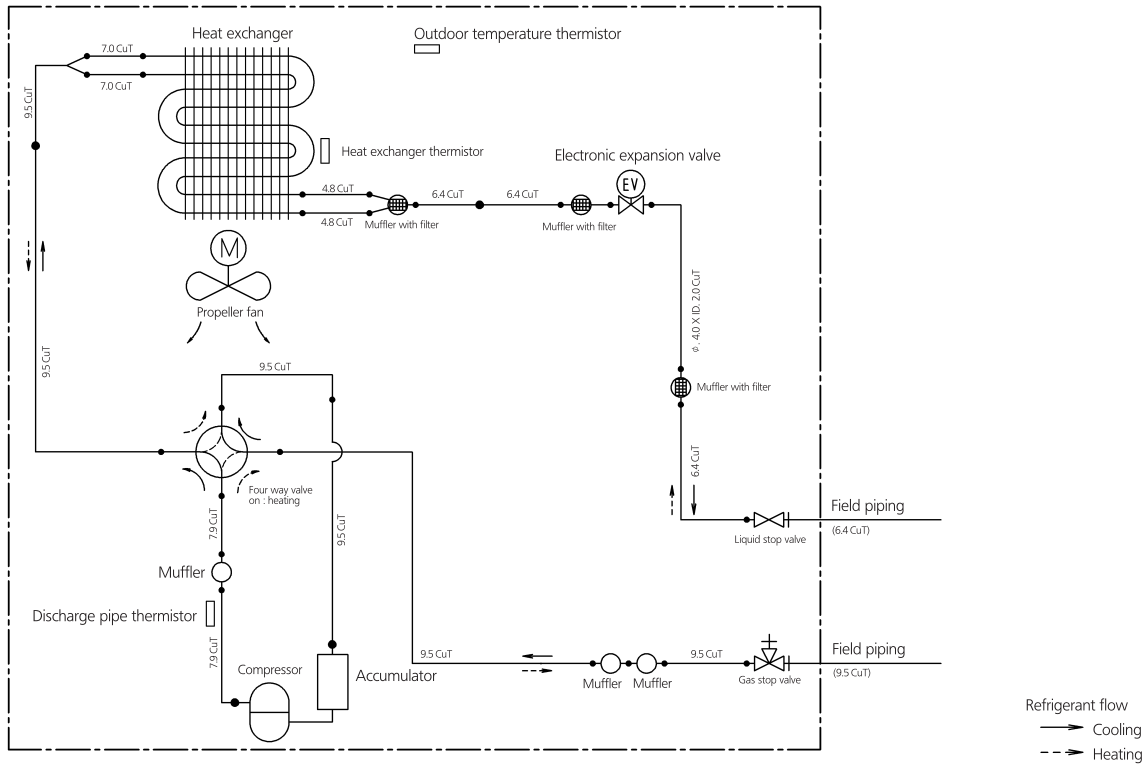 Heat exchanger
Outdoor temperature thermistor
7.0 CuT
7.0 CuT
9.5 CuT
Heat exchanger thermistor
Electronic expansion valve
EV
4.8 CuT
6.4 CuT
6.4 CuT
4.8 CuT
Muffler with filter
Muffler with filter
M
Propeller fan
ϕ . 4.0 X ID. 2.0 CuT
9.5 CuT
9.5 CuT
Muffler with filter
6.4 CuT
Four way valve
on : heating
7.9 CuT
9.5 CuT
Field piping
(6.4 CuT)
Liquid stop valve
Muffler
Discharge pipe thermistor
7.9 CuT
Compressor
Accumulator
9.5 CuT
9.5 CuT
Field piping
(9.5 CuT)
Muffler
Muffler
Gas stop valve
Refrigerant flow
Cooling
Heating